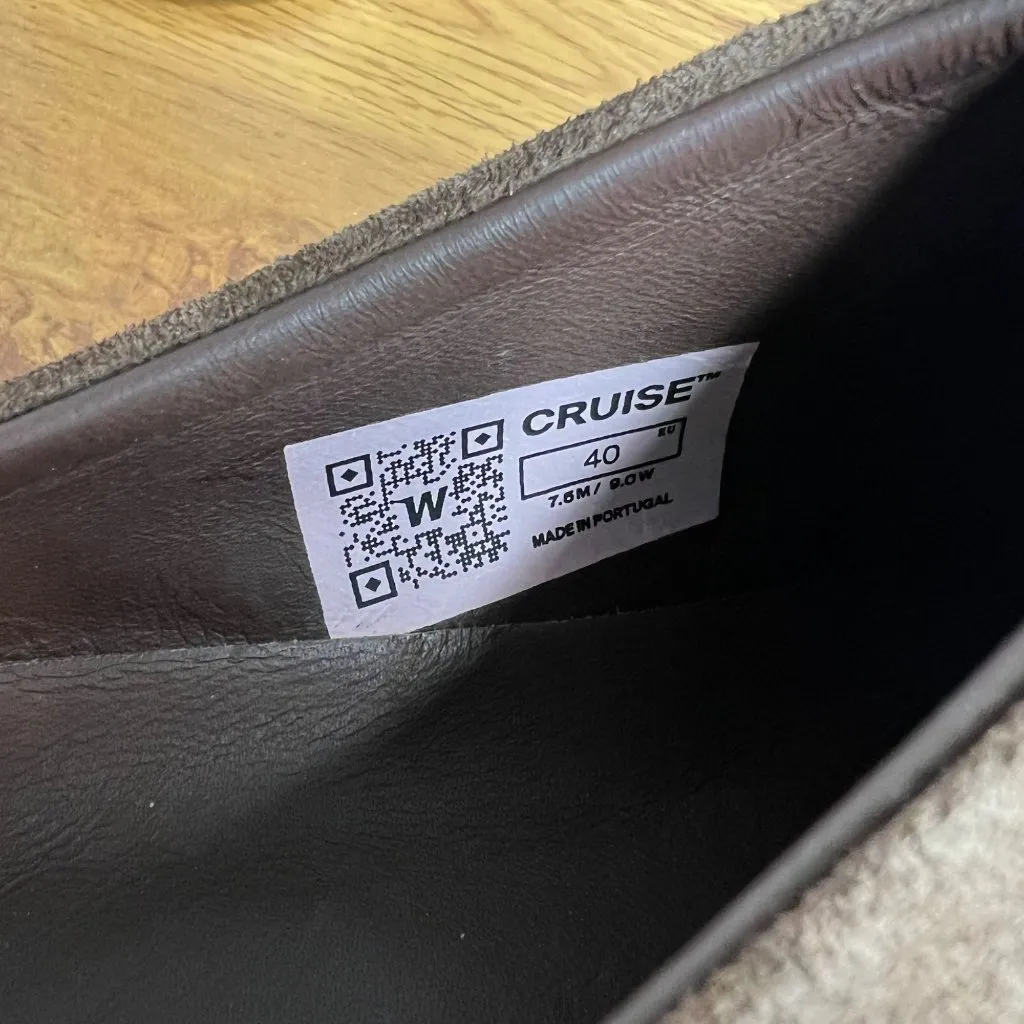 W
CRUISE™
EU
40
7.5M / 9.0W
MADE IN PORTUGAL